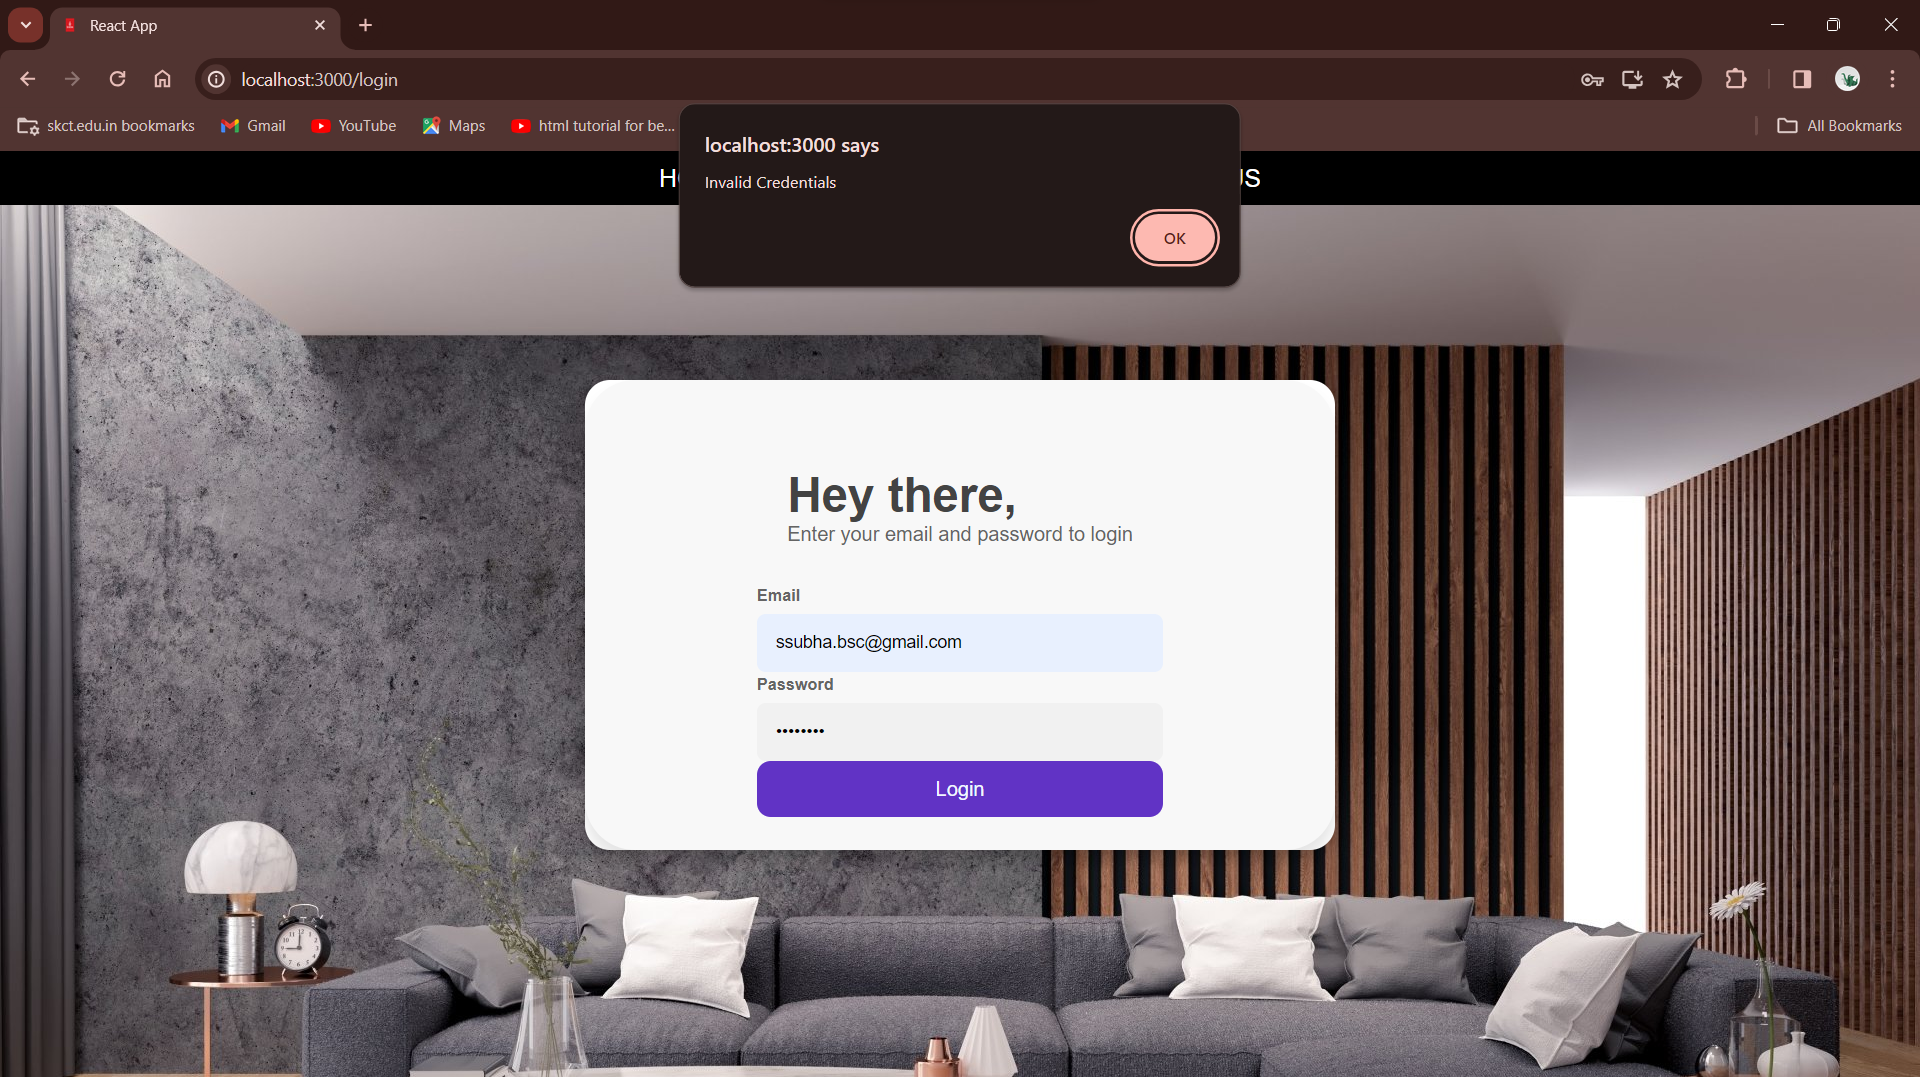 React App
localhost:3000/login
skct.edu.in bookmarks
Gmail
YouTube
Maps
html tutorial for be...
All Bookmarks
localhost:3000 says
Invalid Credentials
OK
Hey there,
Enter your email and password to login
Email
ssubha.bsc@gmail.com
Password
••••••••
Login